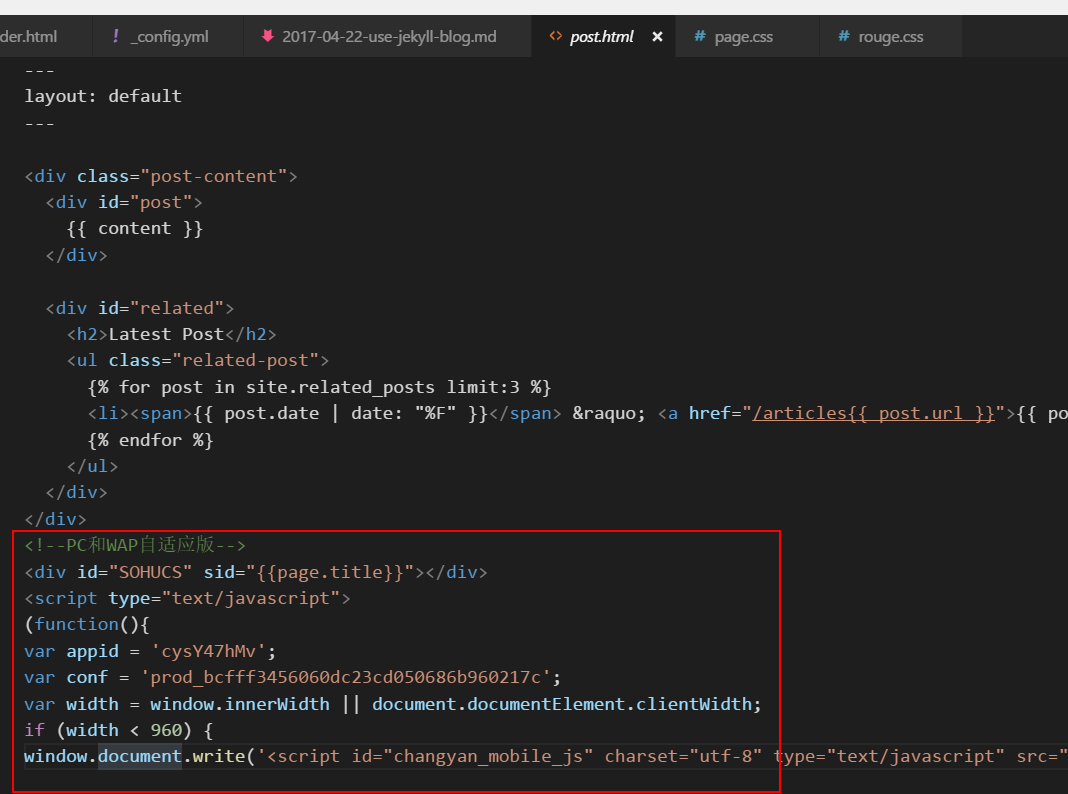 der.html ! _config.yml 2017-04-22-use-jekyll-blog.md <> post.html × # page.css # rouge.css
---
layout: default
---
<div class="post-content">
<div id="post">
{{ content }}
</div>
<div id="related">
<h2>Latest Post</h2>
<ul class="related-post">
{% for post in site.related_posts limit:3 %}
<li><span>{{ post.date | date: "%F" }}</span> &raquo; <a href="/articles{{ post.url }}">{{ po
{% endfor %}
</ul>
</div>
</div>
<!--PC和WAP自适应版-->
<div id="SOHUCS" sid="{{page.title}}"></div>
<script type="text/javascript">
(function(){
var appid = 'cysY47hMv';
var conf = 'prod_bcfff3456060dc23cd050686b960217c';
var width = window.innerWidth || document.documentElement.clientWidth;
if (width < 960) {
window.document.write('<script id="changyan_mobile_js" charset="utf-8" type="text/javascript" src="